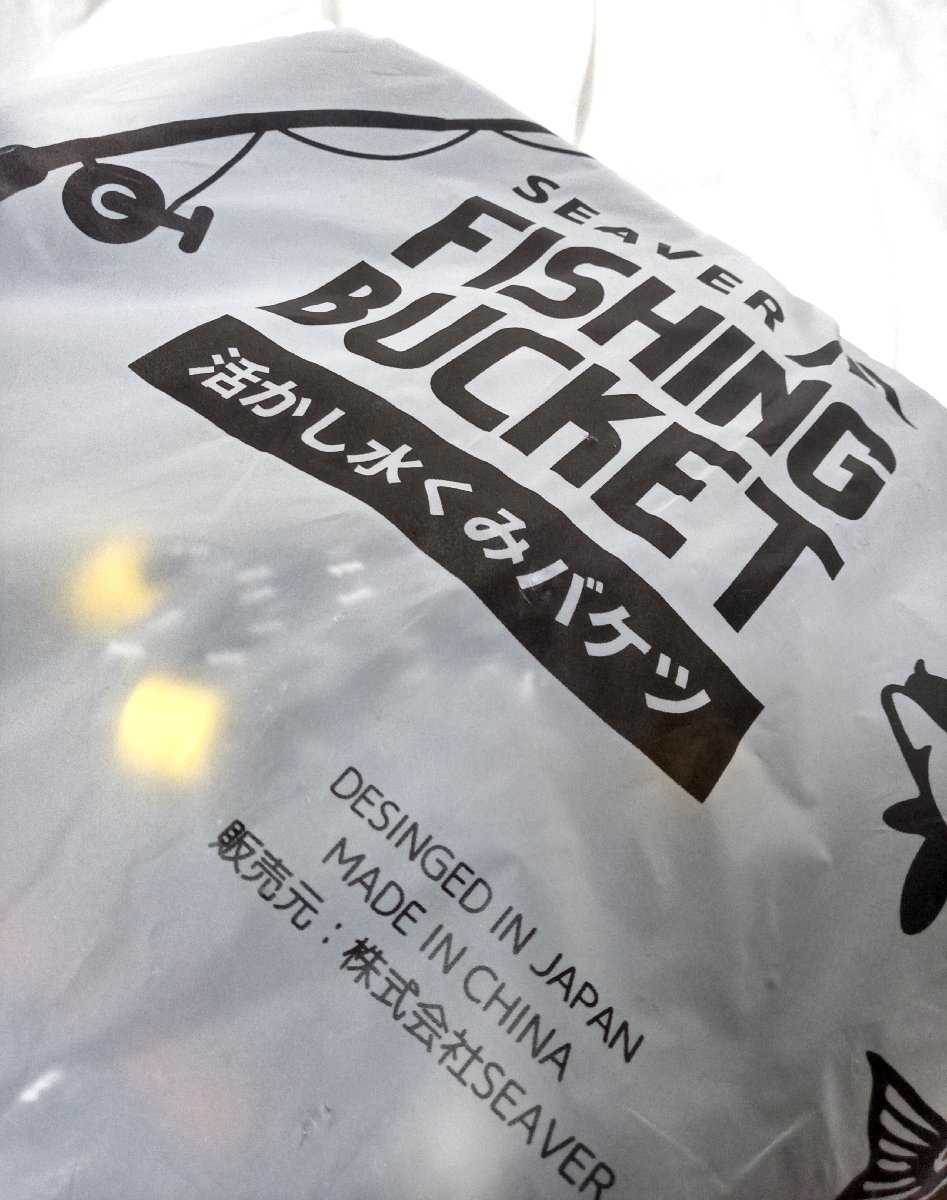 SEAVER
FISHING
BUCKET
活かし水くみバケツ
DESINGED IN JAPAN
MADE IN CHINA
販売元：株式会社SEAVER